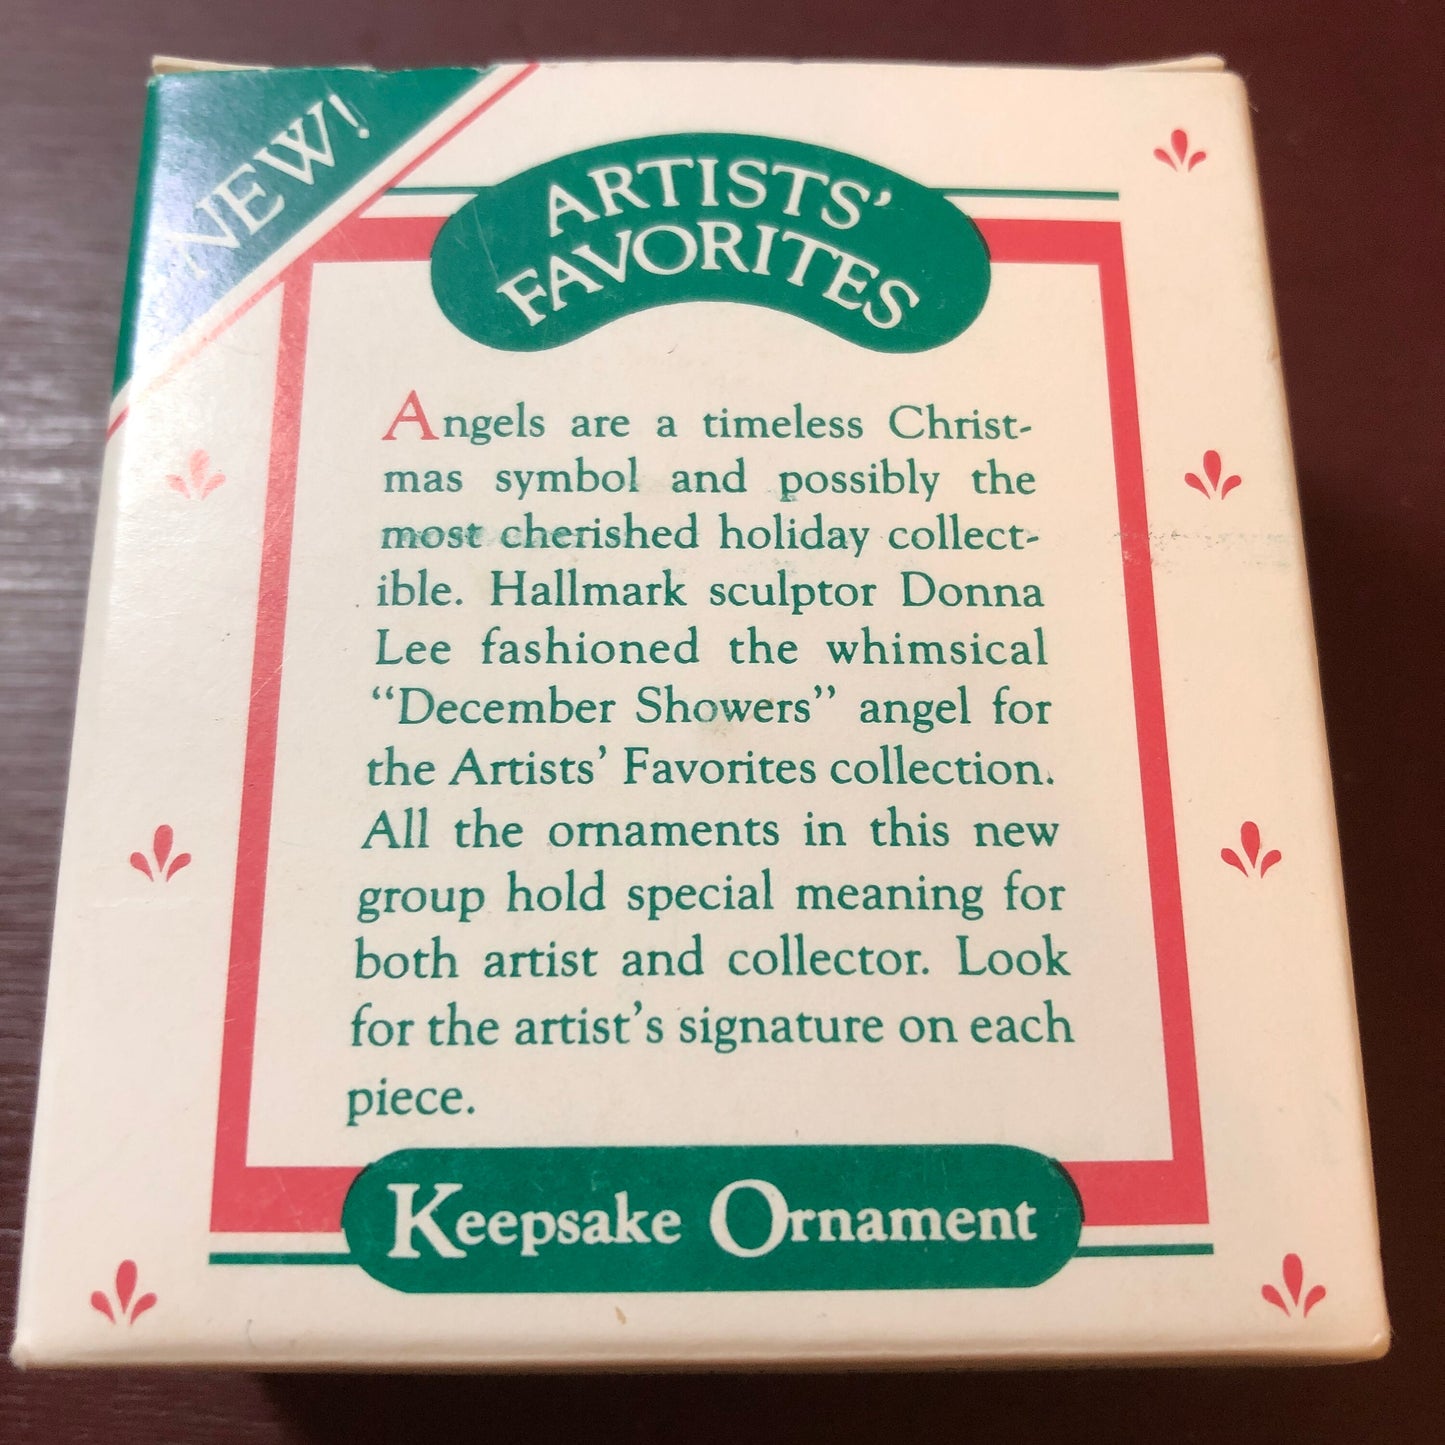 NEW!
ARTISTS'
FAVORITES
Angels are a timeless Christ-
mas symbol and possibly the
most cherished holiday collect-
ible. Hallmark sculptor Donna
Lee fashioned the whimsical
“December Showers” angel for
the Artists’ Favorites collection.
All the ornaments in this new
group hold special meaning for
both artist and collector. Look
for the artist’s signature on each
piece.
Keepsake Ornament